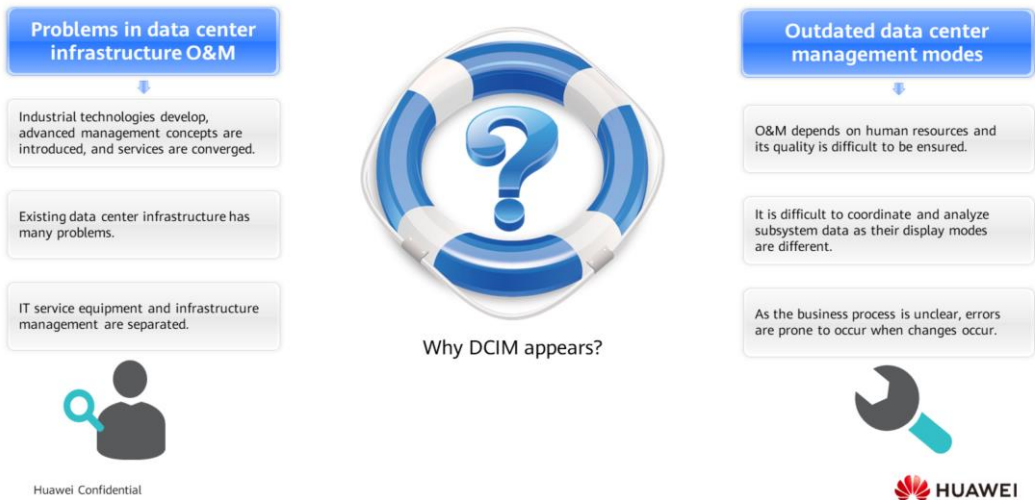 Problems in data center
infrastructure O&M
Industrial technologies develop,
advanced management concepts are
introduced, and services are converged.
Existing data center infrastructure has
many problems.
IT service equipment and infrastructure
management are separated.
Why DCIM appears?
Outdated data center
management modes
O&M depends on human resources and
its quality is difficult to be ensured.
It is difficult to coordinate and analyze
subsystem data as their display modes
are different.
As the business process is unclear, errors
are prone to occur when changes occur.
Huawei Confidential
HUAWEI